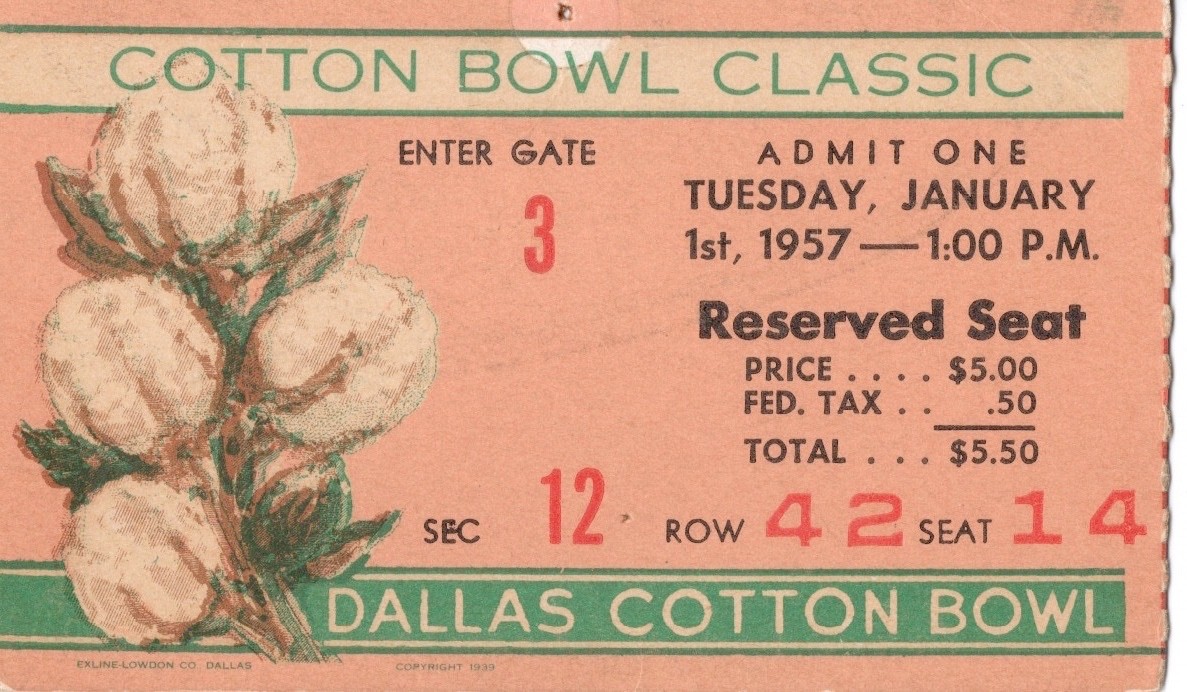 COTTON BOWL CLASSIC
ENTER GATE
3
ADMIT ONE
TUESDAY, JANUARY
1st, 1957 — 1:00 P.M.
Reserved Seat
PRICE .... $5.00
FED. TAX .. .50
TOTAL ... $5.50
SEC 12 ROW 42 SEAT 14
DALLAS COTTON BOWL
EXLINE-LOWDON CO. DALLAS COPYRIGHT 1939